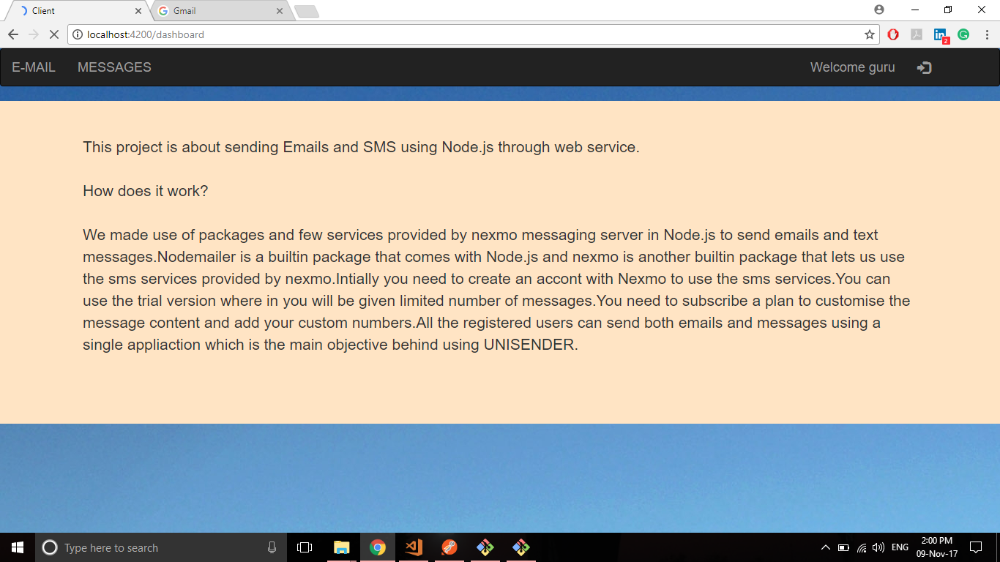 Client
Gmail
localhost:4200/dashboard
2
E-MAIL MESSAGES Welcome guru
This project is about sending Emails and SMS using Node.js through web service.
How does it work?
We made use of packages and few services provided by nexmo messaging server in Node.js to send emails and text
messages.Nodemailer is a builtin package that comes with Node.js and nexmo is another builtin package that lets us use
the sms services provided by nexmo.Intially you need to create an accont with Nexmo to use the sms services.You can
use the trial version where in you will be given limited number of messages.You need to subscribe a plan to customise the
message content and add your custom numbers.All the registered users can send both emails and messages using a
single appliaction which is the main objective behind using UNISENDER.
Type here to search
ENG
2:00 PM
09-Nov-17